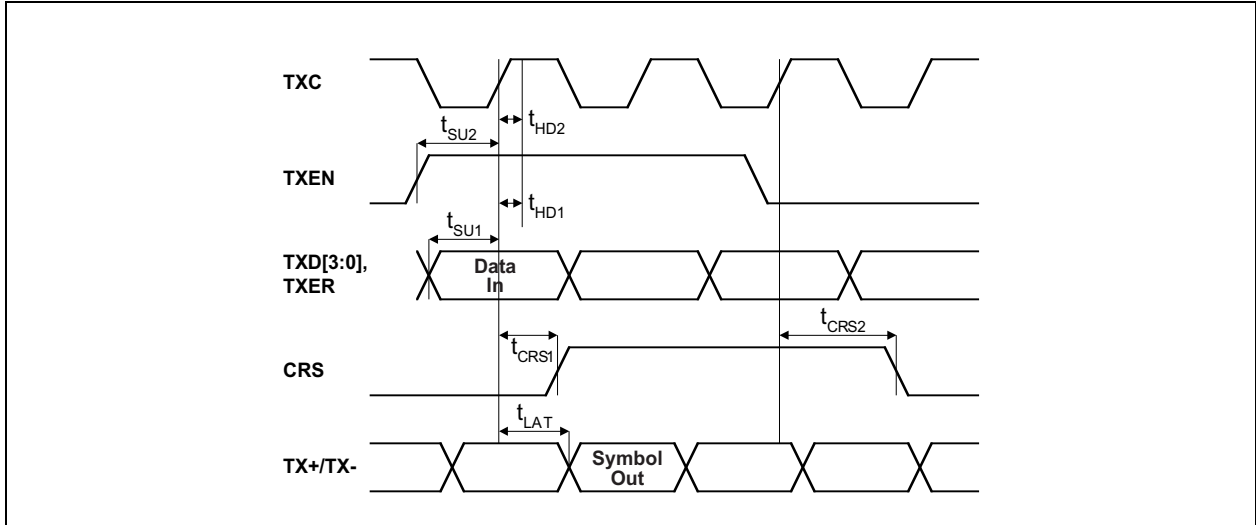 TXC
tHD2
tSU2
TXEN
tHD1
tSU1
TXD[3:0],
TXER
Data
In
tCRS2
tCRS1
CRS
tLAT
TX+/TX-
Symbol
Out